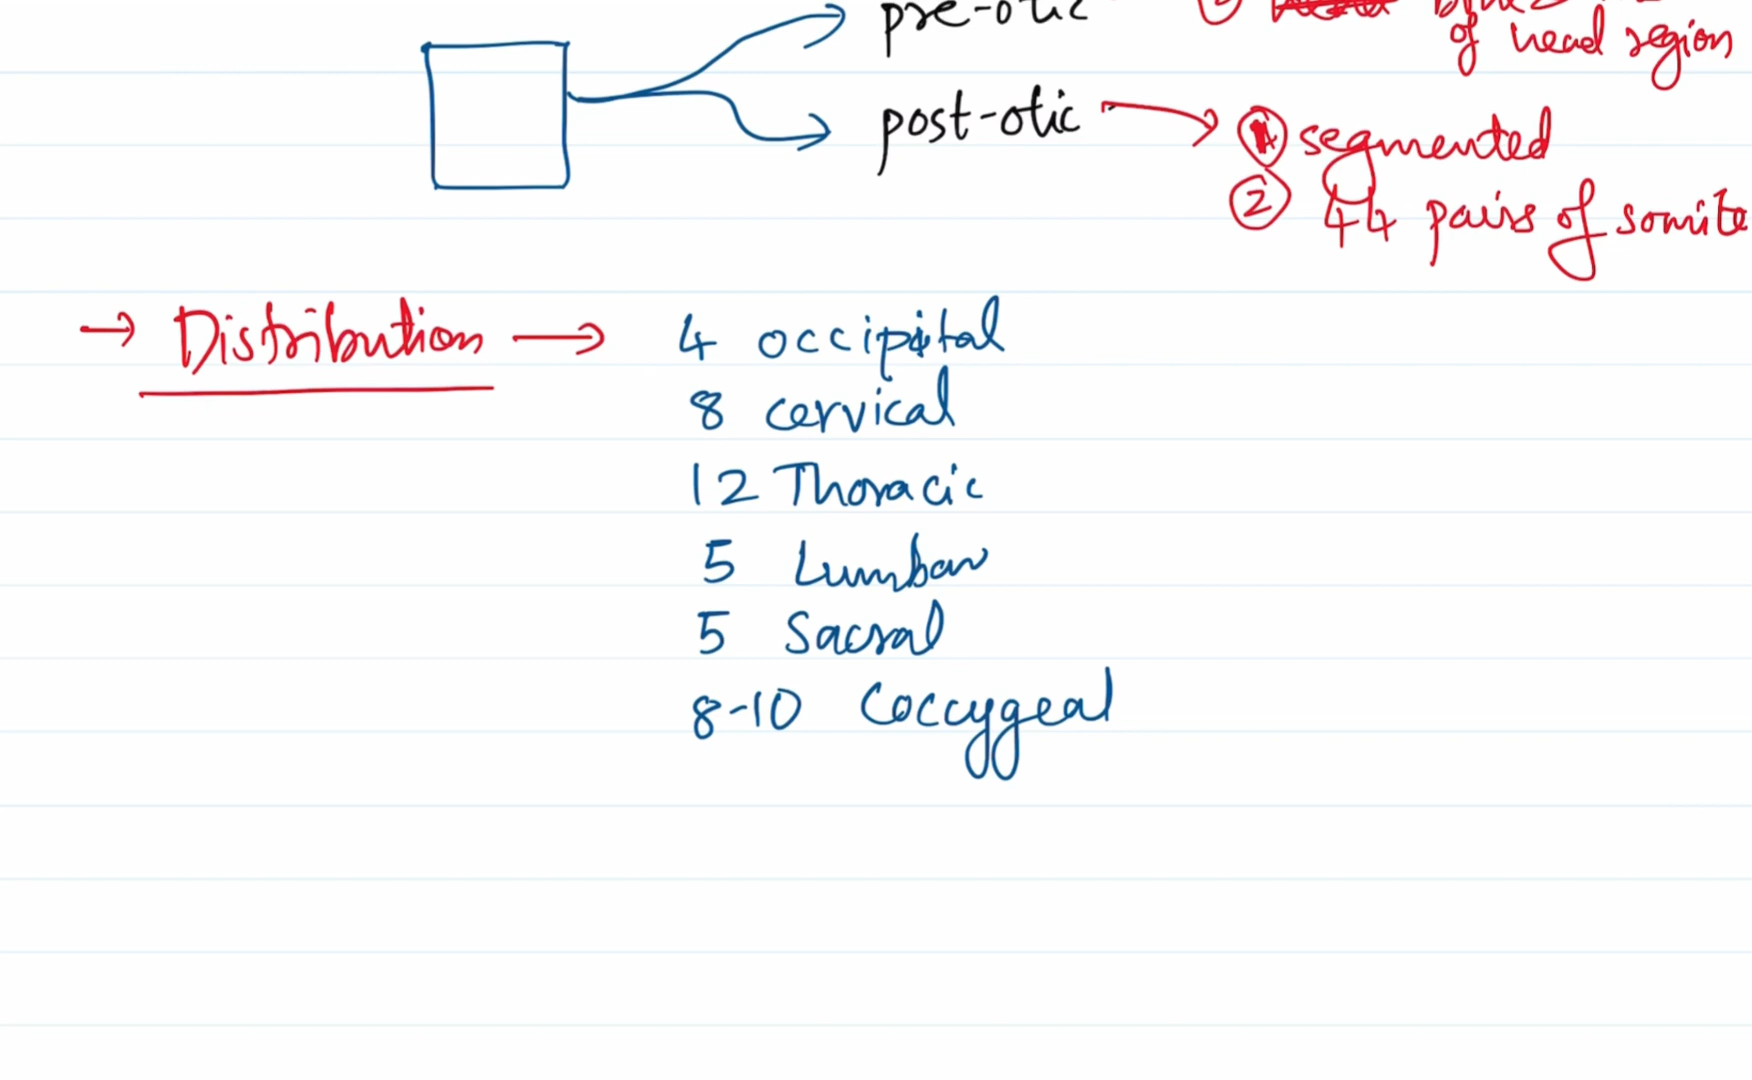 pre-otic
of head region
post-otic → ① segmented
② 44 pairs of somite
→ Distribution → 4 occipital
8 cervical
12 Thoracic
5 Lumbar
5 Sacral
8-10 Coccygeal